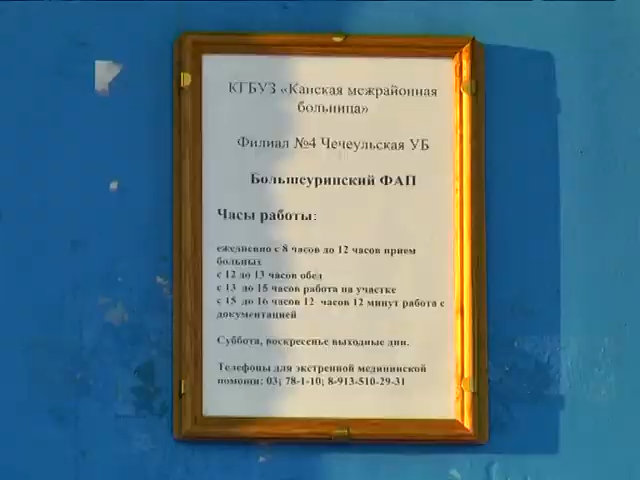 КГБУЗ «Канская межрайонная
больница»
Филиал №4 Чечеульская УБ
Большеуринский ФАП
Часы работы:
ежедневно с 8 часов до 12 часов прием
больных
с 12 до 13 часов обед
с 13 до 15 часов работа на участке
с 15 до 16 часов 12 часов 12 минут работа с
документацией
Суббота, воскресенье выходные дни.
Телефоны для экстренной медицинской
помощи: 03; 78-1-10; 8-913-510-29-31